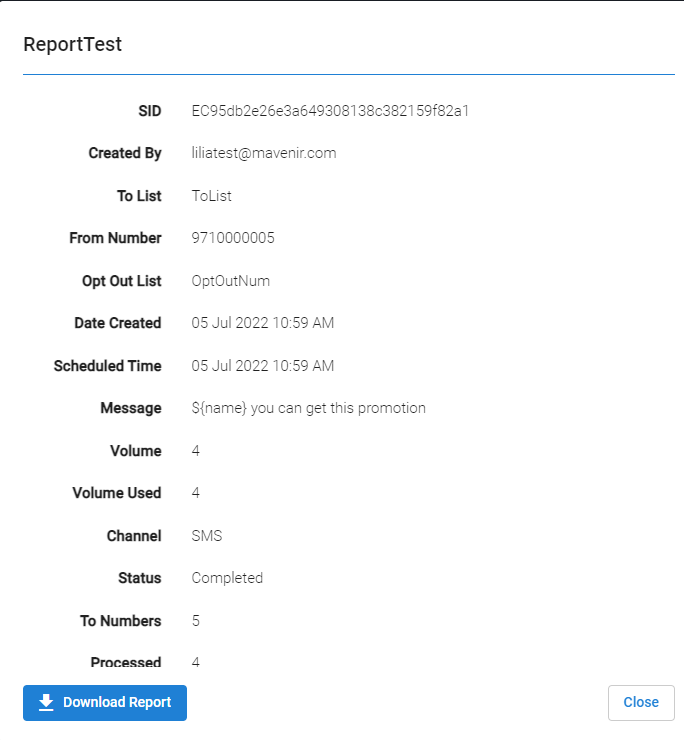 ReportTest
SID EC95db2e26e3a649308138c382159f82a1
Created By liliatest@mavenir.com
To List ToList
From Number 9710000005
Opt Out List OptOutNum
Date Created 05 Jul 2022 10:59 AM
Scheduled Time 05 Jul 2022 10:59 AM
Message ${name} you can get this promotion
Volume 4
Volume Used 4
Channel SMS
Status Completed
To Numbers 5
Processed 4
Download Report Close